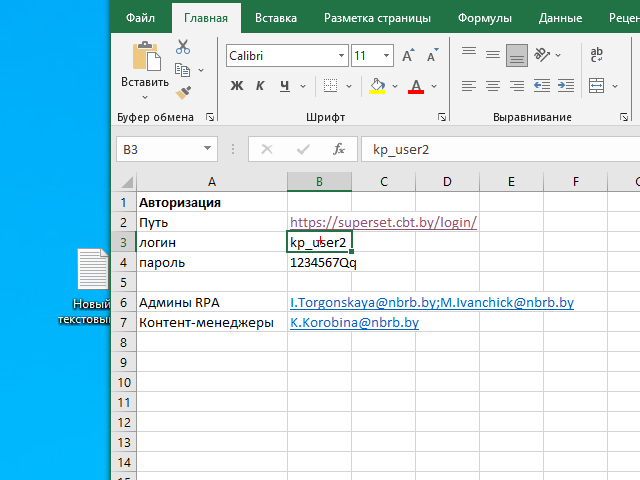 Файл Главная Вставка Разметка страницы Формулы Данные Рецен
Calibri 11
Вставить
Ж К Ч А
ab
c
Буфер обмена Шрифт Выравнивание
B3 fx kp_user2
A B C D E F
1 Авторизация
2 Путь https://superset.cbt.by/login/
3 логин kp_user2
4 пароль 1234567Qq
5
6 Админы RPA I.Torgonskaya@nbrb.by;M.Ivanchick@nbrb.by
7 Контент-менеджеры K.Korobina@nbrb.by
8
9
10
11
12
13
14
Новый
текстовы